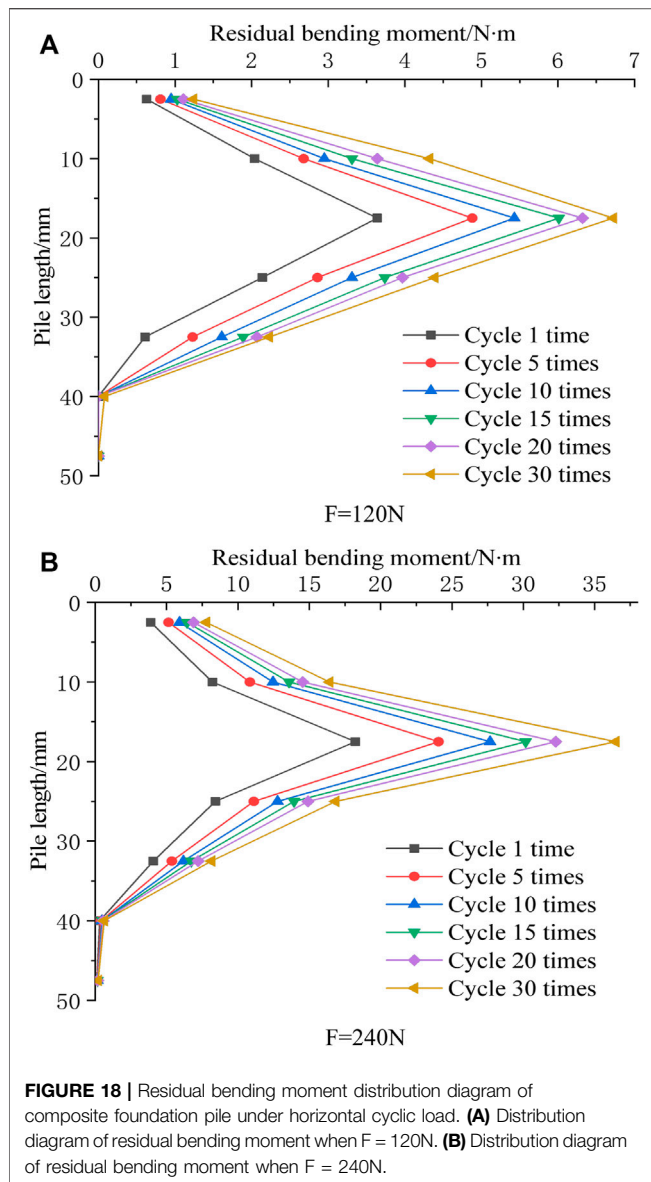 A
Residual bending moment/N·m
0 1 2 3 4 5 6 7
0
10
20
30
40
50
Pile length/mm
Cycle 1 time
Cycle 5 times
Cycle 10 times
Cycle 15 times
Cycle 20 times
Cycle 30 times
F=120N
B
Residual bending moment/N·m
0 5 10 15 20 25 30 35
0
10
20
30
40
50
Pile length/mm
Cycle 1 time
Cycle 5 times
Cycle 10 times
Cycle 15 times
Cycle 20 times
Cycle 30 times
F=240N
FIGURE 18 | Residual bending moment distribution diagram of
composite foundation pile under horizontal cyclic load. (A) Distribution
diagram of residual bending moment when F = 120N. (B) Distribution diagram
of residual bending moment when F = 240N.